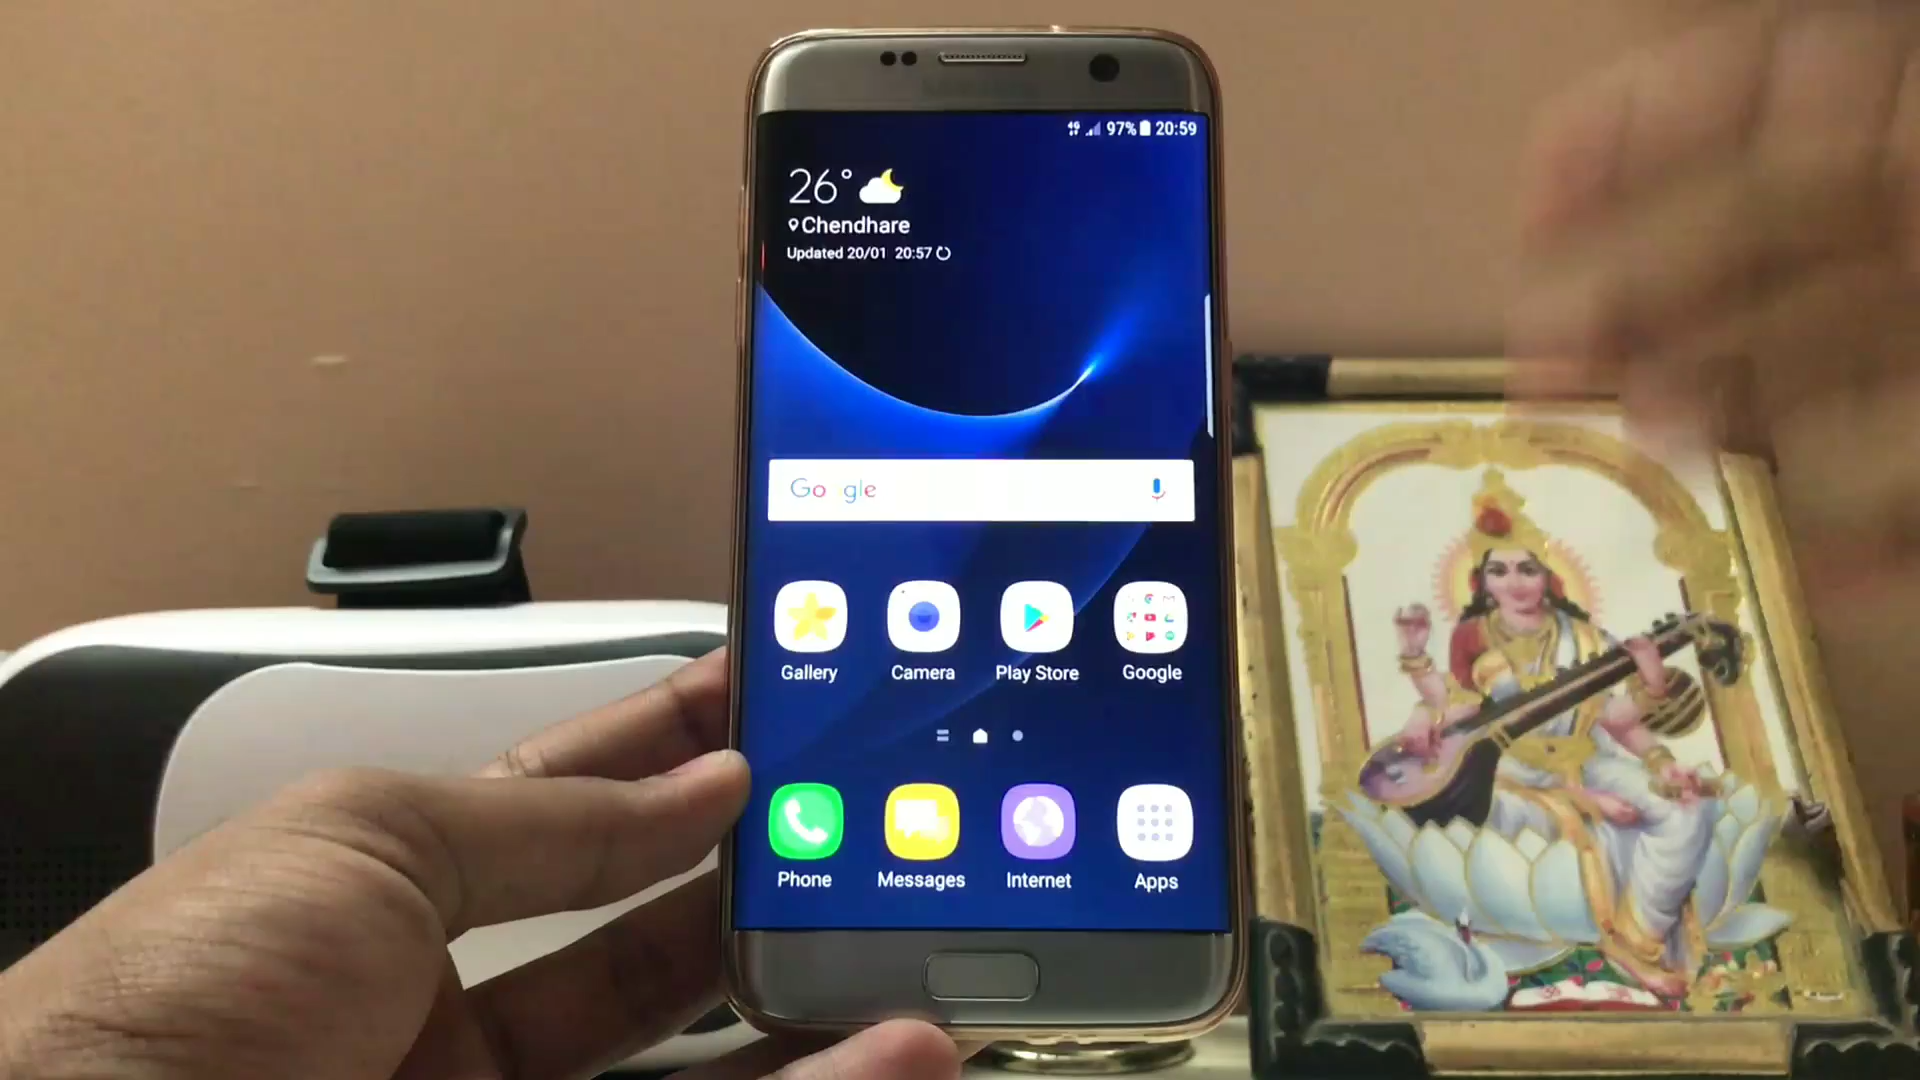 4G 97% 20:59
26°
Chendhare
Updated 20/01 20:57
Google
Gallery Camera Play Store Google
Phone Messages Internet Apps